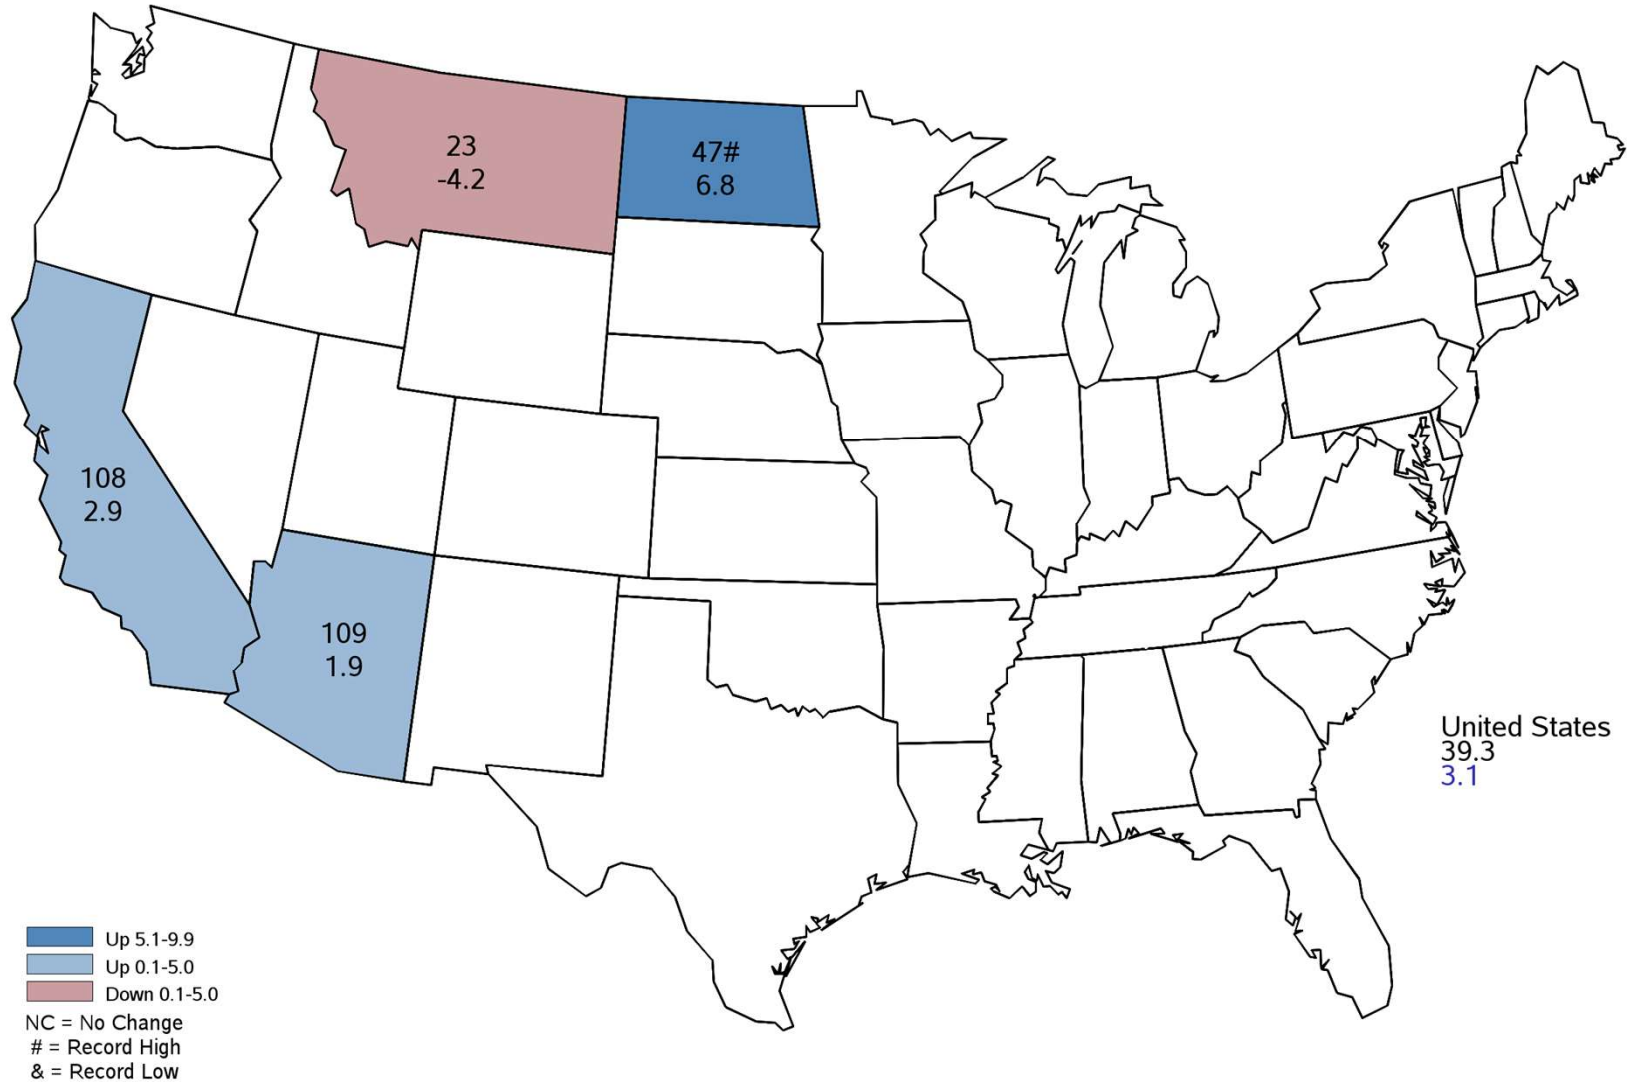 23
-4.2
47#
6.8
108
2.9
109
1.9
United States
39.3
3.1
Up 5.1-9.9
Up 0.1-5.0
Down 0.1-5.0
NC = No Change
# = Record High
& = Record Low